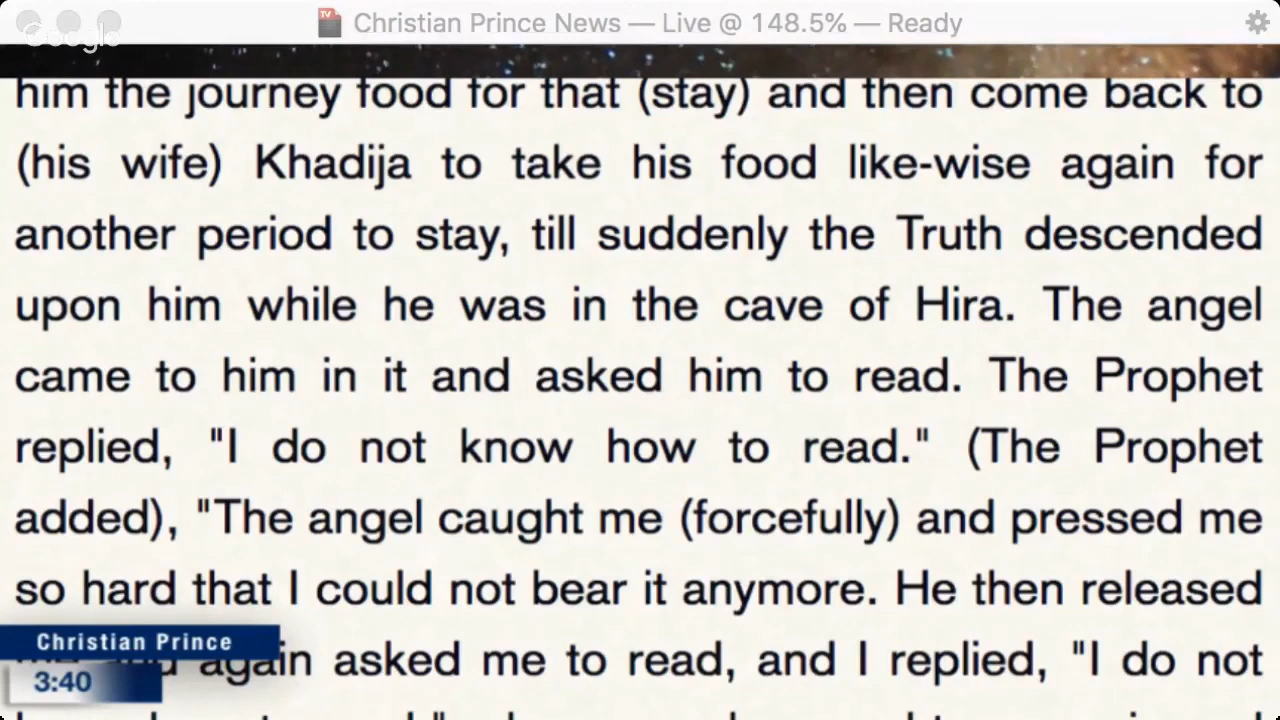 TV
Christian Prince News — Live @ 148.5% — Ready
Google
him the journey food for that (stay) and then come back to
(his wife) Khadija to take his food like-wise again for
another period to stay, till suddenly the Truth descended
upon him while he was in the cave of Hira. The angel
came to him in it and asked him to read. The Prophet
replied, "I do not know how to read." (The Prophet
added), "The angel caught me (forcefully) and pressed me
so hard that I could not bear it anymore. He then released
again asked me to read, and I replied, "I do not
Christian Prince
3:40